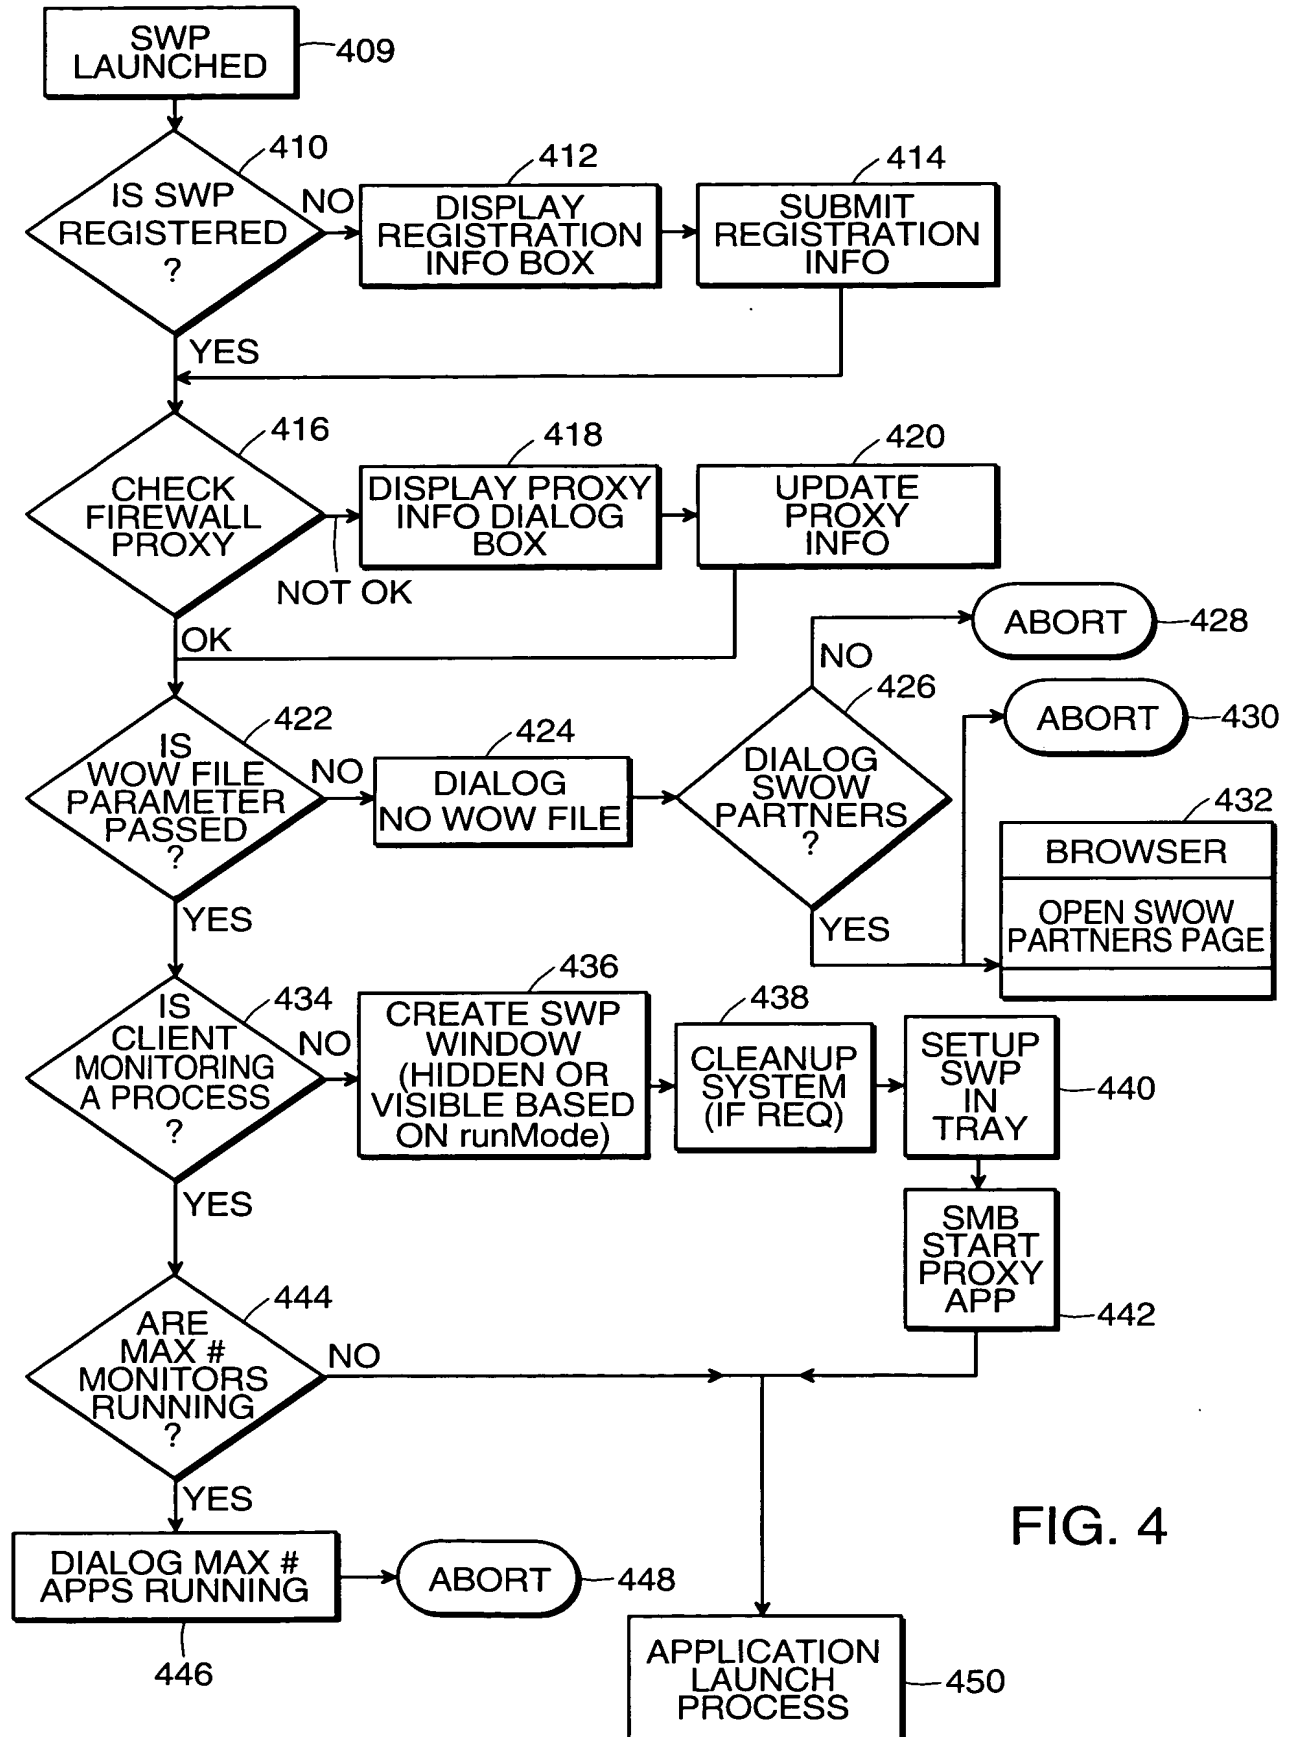 SWP
LAUNCHED
409
410
IS SWP
REGISTERED
?
NO
412
DISPLAY
REGISTRATION
INFO BOX
414
SUBMIT
REGISTRATION
INFO
YES
416
CHECK
FIREWALL
PROXY
NOT OK
418
DISPLAY PROXY
INFO DIALOG
BOX
420
UPDATE
PROXY
INFO
OK
422
IS
WOW FILE
PARAMETER
PASSED
?
NO
424
DIALOG
NO WOW FILE
426
DIALOG
SWOW
PARTNERS
?
NO
ABORT
428
ABORT
430
YES
432
BROWSER
OPEN SWOW
PARTNERS PAGE
YES
434
IS
CLIENT
MONITORING
A PROCESS
?
NO
436
CREATE SWP
WINDOW
(HIDDEN OR
VISIBLE BASED
ON runMode)
438
CLEANUP
SYSTEM
(IF REQ)
SETUP
SWP
IN
TRAY
440
SMB
START
PROXY
APP
442
YES
444
ARE
MAX #
MONITORS
RUNNING
?
NO
YES
DIALOG MAX #
APPS RUNNING
446
ABORT
448
APPLICATION
LAUNCH
PROCESS
450
FIG. 4